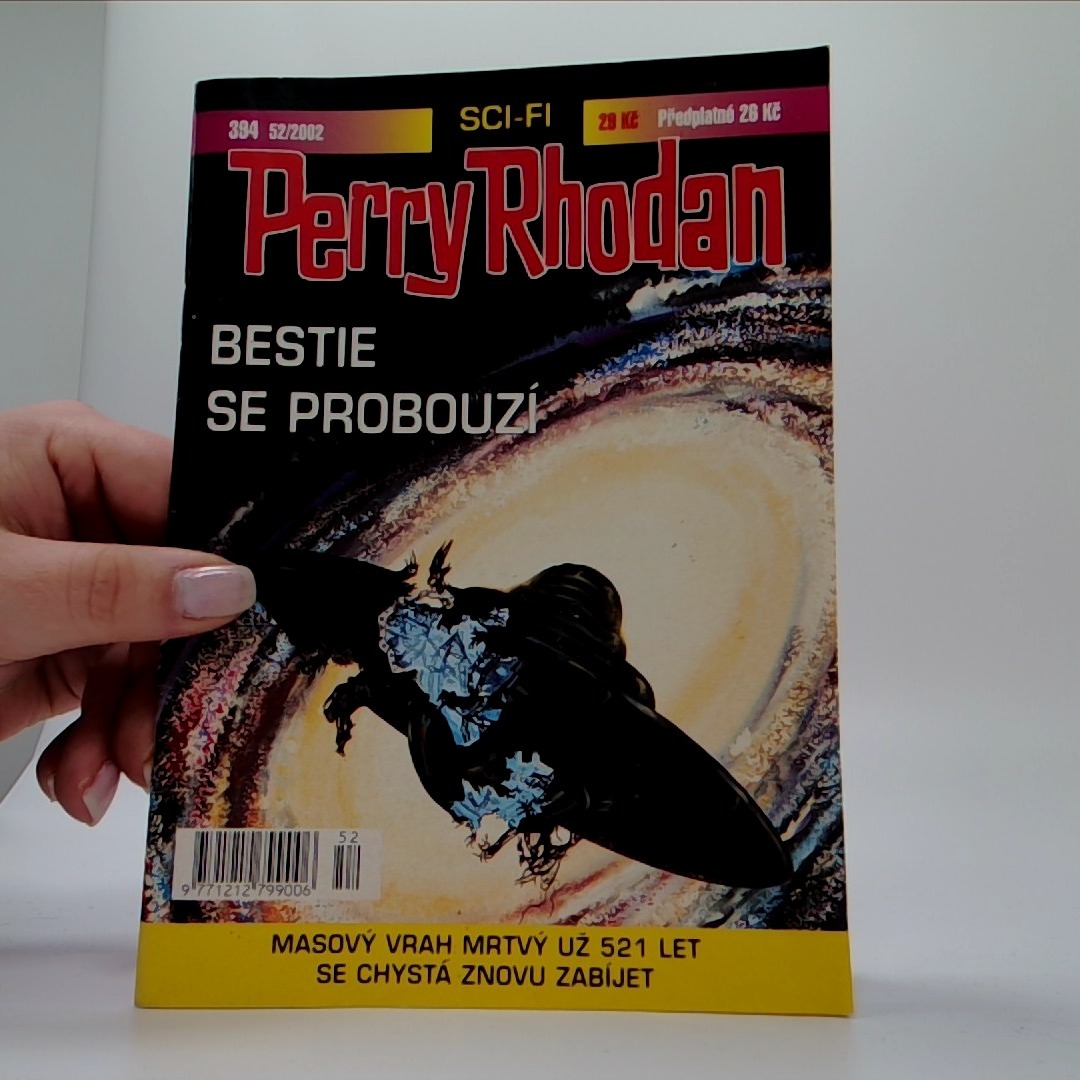 SCI-FI
394 52/2002
29 Kč Předplatné 26 Kč
Perry Rhodan
BESTIE
SE PROBOUZÍ
52
9 771212 799006
MASOVÝ VRAH MRTVÝ UŽ 521 LET
SE CHYSTÁ ZNOVU ZABÍJET